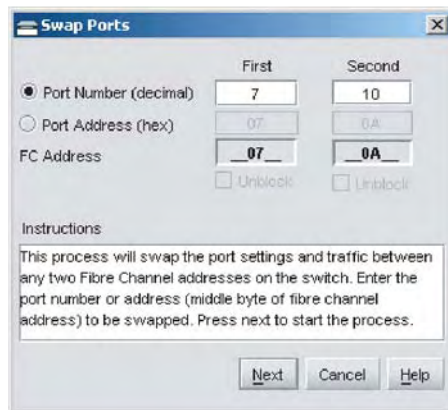 Swap Ports
First Second
Port Number (decimal) 7 10
Port Address (hex) 07 0A
FC Address __07__ __0A__
Unblock Unblock
Instructions
This process will swap the port settings and traffic between
any two Fibre Channel addresses on the switch. Enter the
port number or address (middle byte of fibre channel
address) to be swapped. Press next to start the process.
Next Cancel Help